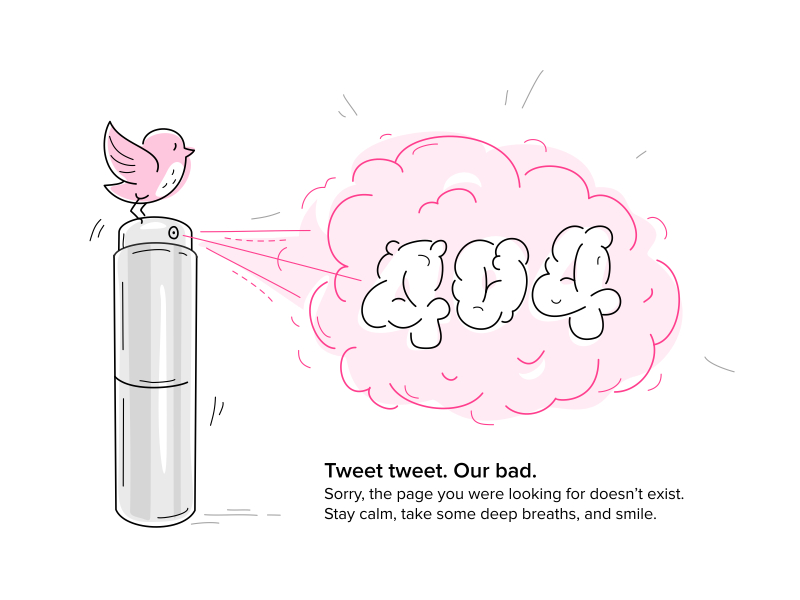 404
Tweet tweet. Our bad.
Sorry, the page you were looking for doesn’t exist.
Stay calm, take some deep breaths, and smile.